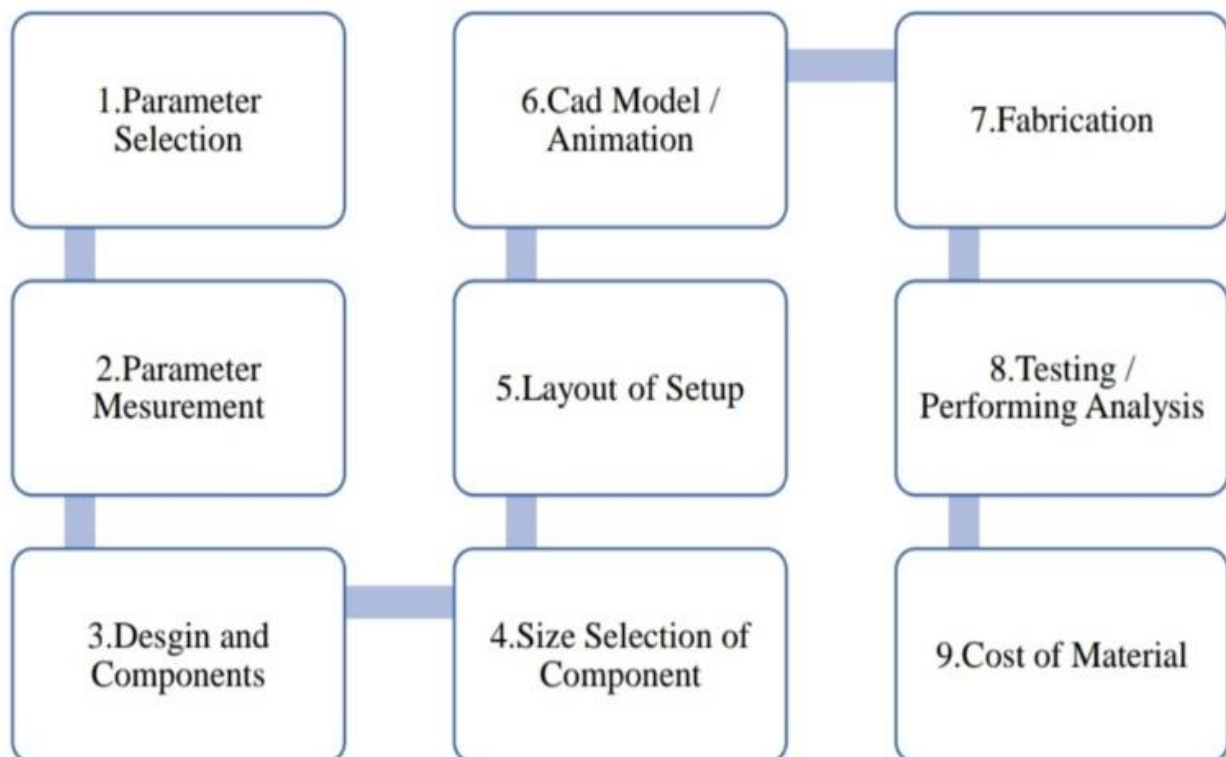 1.Parameter
Selection
2.Parameter
Mesurement
3.Desgin and
Components
4.Size Selection of
Component
5.Layout of Setup
6.Cad Model /
Animation
7.Fabrication
8.Testing /
Performing Analysis
9.Cost of Material